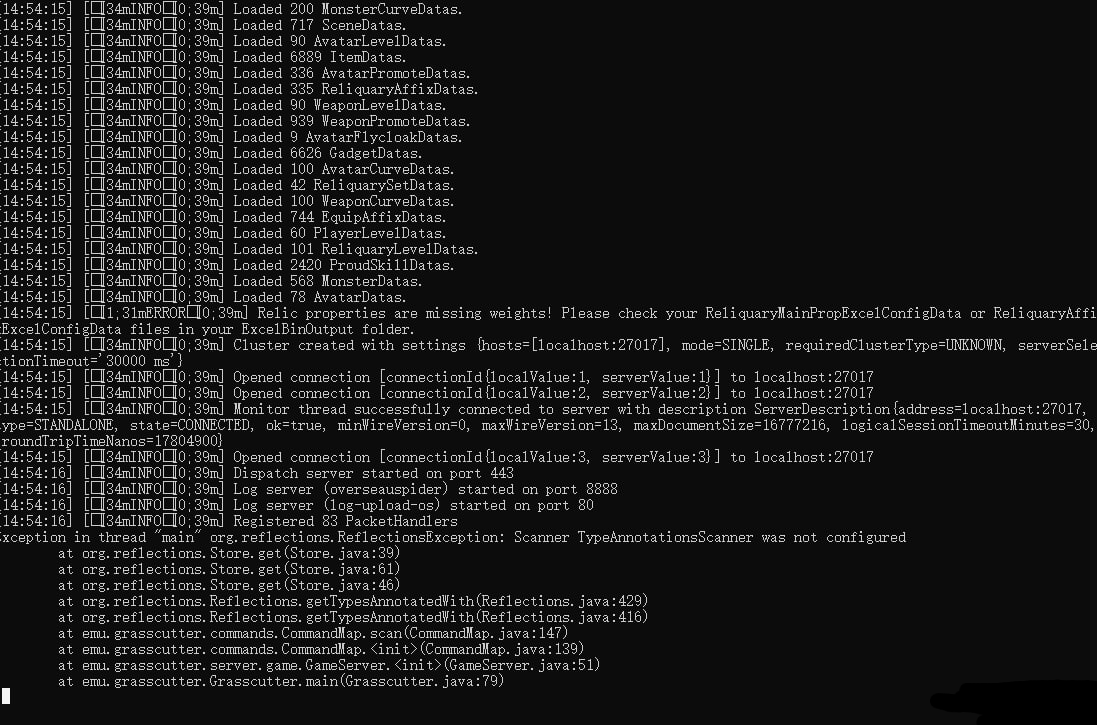 [14:54:15] [□[34mINFO□[0;39m] Loaded 200 MonsterCurveDatas.
[14:54:15] [□[34mINFO□[0;39m] Loaded 717 SceneDatas.
[14:54:15] [□[34mINFO□[0;39m] Loaded 90 AvatarLevelDatas.
[14:54:15] [□[34mINFO□[0;39m] Loaded 6889 ItemDatas.
[14:54:15] [□[34mINFO□[0;39m] Loaded 336 AvatarPromoteDatas.
[14:54:15] [□[34mINFO□[0;39m] Loaded 335 ReliquaryAffixDatas.
[14:54:15] [□[34mINFO□[0;39m] Loaded 90 WeaponLevelDatas.
[14:54:15] [□[34mINFO□[0;39m] Loaded 939 WeaponPromoteDatas.
[14:54:15] [□[34mINFO□[0;39m] Loaded 9 AvatarFlycloakDatas.
[14:54:15] [□[34mINFO□[0;39m] Loaded 6626 GadgetDatas.
[14:54:15] [□[34mINFO□[0;39m] Loaded 100 AvatarCurveDatas.
[14:54:15] [□[34mINFO□[0;39m] Loaded 42 ReliquarySetDatas.
[14:54:15] [□[34mINFO□[0;39m] Loaded 100 WeaponCurveDatas.
[14:54:15] [□[34mINFO□[0;39m] Loaded 744 EquipAffixDatas.
[14:54:15] [□[34mINFO□[0;39m] Loaded 60 PlayerLevelDatas.
[14:54:15] [□[34mINFO□[0;39m] Loaded 101 ReliquaryLevelDatas.
[14:54:15] [□[34mINFO□[0;39m] Loaded 2420 ProudSkillDatas.
[14:54:15] [□[34mINFO□[0;39m] Loaded 568 MonsterDatas.
[14:54:15] [□[34mINFO□[0;39m] Loaded 78 AvatarDatas.
[14:54:15] [□[1;31mERROR□[0;39m] Relic properties are missing weights! Please check your ReliquaryMainPropExcelConfigData or ReliquaryAffi
xExcelConfigData files in your ExcelBinOutput folder.
[14:54:15] [□[34mINFO□[0;39m] Cluster created with settings {hosts=[localhost:27017], mode=SINGLE, requiredClusterType=UNKNOWN, serverSele
ctionTimeout='30000 ms'}
[14:54:15] [□[34mINFO□[0;39m] Opened connection [connectionId{localValue:1, serverValue:1}] to localhost:27017
[14:54:15] [□[34mINFO□[0;39m] Opened connection [connectionId{localValue:2, serverValue:2}] to localhost:27017
[14:54:15] [□[34mINFO□[0;39m] Monitor thread successfully connected to server with description ServerDescription{address=localhost:27017,
type=STANDALONE, state=CONNECTED, ok=true, minWireVersion=0, maxWireVersion=13, maxDocumentSize=16777216, logicalSessionTimeoutMinutes=30,
roundTripTimeNanos=17804900}
[14:54:15] [□[34mINFO□[0;39m] Opened connection [connectionId{localValue:3, serverValue:3}] to localhost:27017
[14:54:16] [□[34mINFO□[0;39m] Dispatch server started on port 443
[14:54:16] [□[34mINFO□[0;39m] Log server (overseauspider) started on port 8888
[14:54:16] [□[34mINFO□[0;39m] Log server (log-upload-os) started on port 80
[14:54:16] [□[34mINFO□[0;39m] Registered 83 PacketHandlers
Exception in thread "main" org.reflections.ReflectionsException: Scanner TypeAnnotationsScanner was not configured
at org.reflections.Store.get(Store.java:39)
at org.reflections.Store.get(Store.java:61)
at org.reflections.Store.get(Store.java:46)
at org.reflections.Reflections.getTypesAnnotatedWith(Reflections.java:429)
at org.reflections.Reflections.getTypesAnnotatedWith(Reflections.java:416)
at emu.grasscutter.commands.CommandMap.scan(CommandMap.java:147)
at emu.grasscutter.commands.CommandMap.<init>(CommandMap.java:139)
at emu.grasscutter.server.game.GameServer.<init>(GameServer.java:51)
at emu.grasscutter.Grasscutter.main(Grasscutter.java:79)